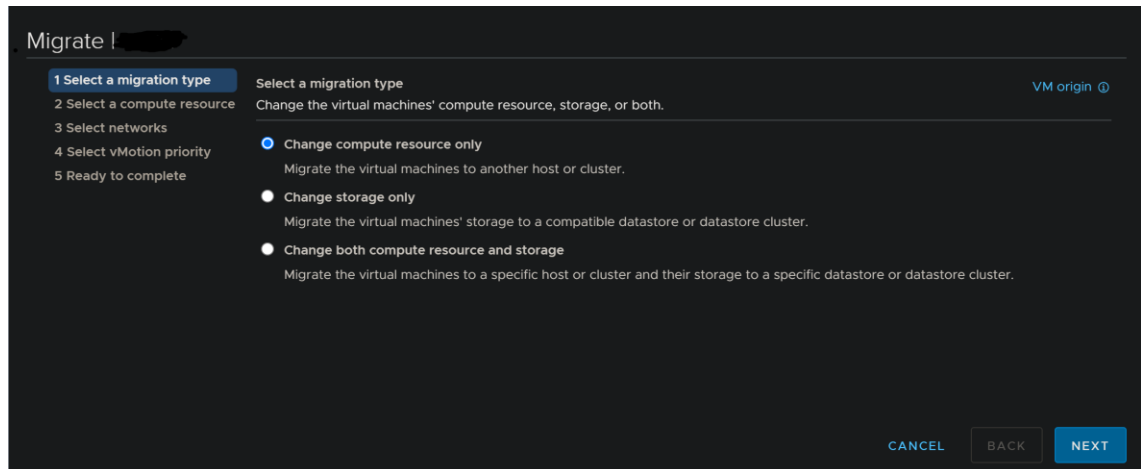 Migrate
1 Select a migration type
2 Select a compute resource
3 Select networks
4 Select vMotion priority
5 Ready to complete
Select a migration type
VM origin
Change the virtual machines' compute resource, storage, or both.
Change compute resource only
Migrate the virtual machines to another host or cluster.
Change storage only
Migrate the virtual machines' storage to a compatible datastore or datastore cluster.
Change both compute resource and storage
Migrate the virtual machines to a specific host or cluster and their storage to a specific datastore or datastore cluster.
CANCEL
BACK
NEXT